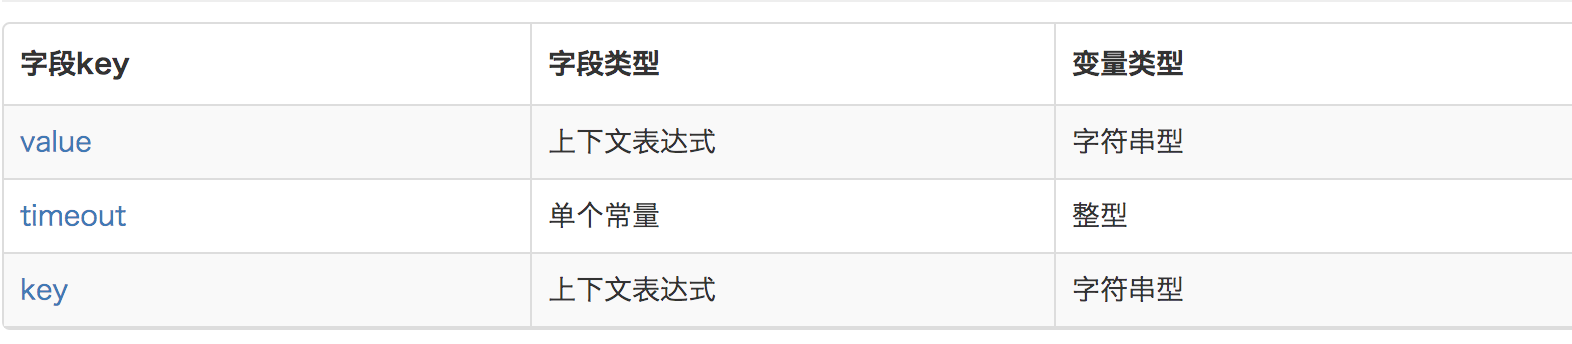 字段key 字段类型 变量类型
value 上下文表达式 字符串型
timeout 单个常量 整型
key 上下文表达式 字符串型